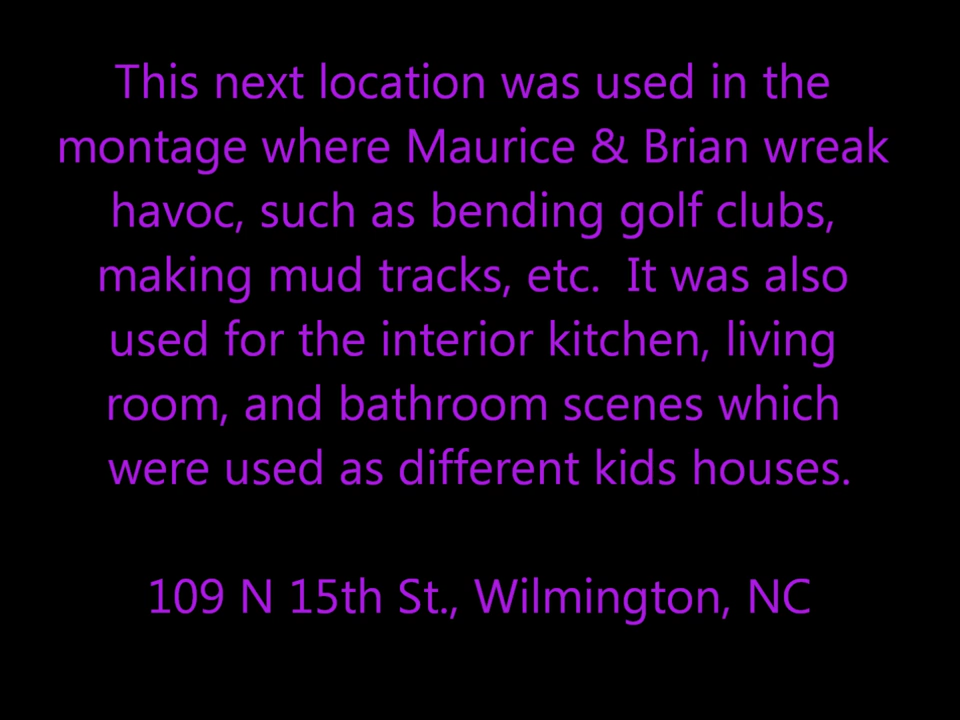 This next location was used in the
montage where Maurice & Brian wreak
havoc, such as bending golf clubs,
making mud tracks, etc.  It was also
used for the interior kitchen, living
room, and bathroom scenes which
were used as different kids houses.
109 N 15th St., Wilmington, NC